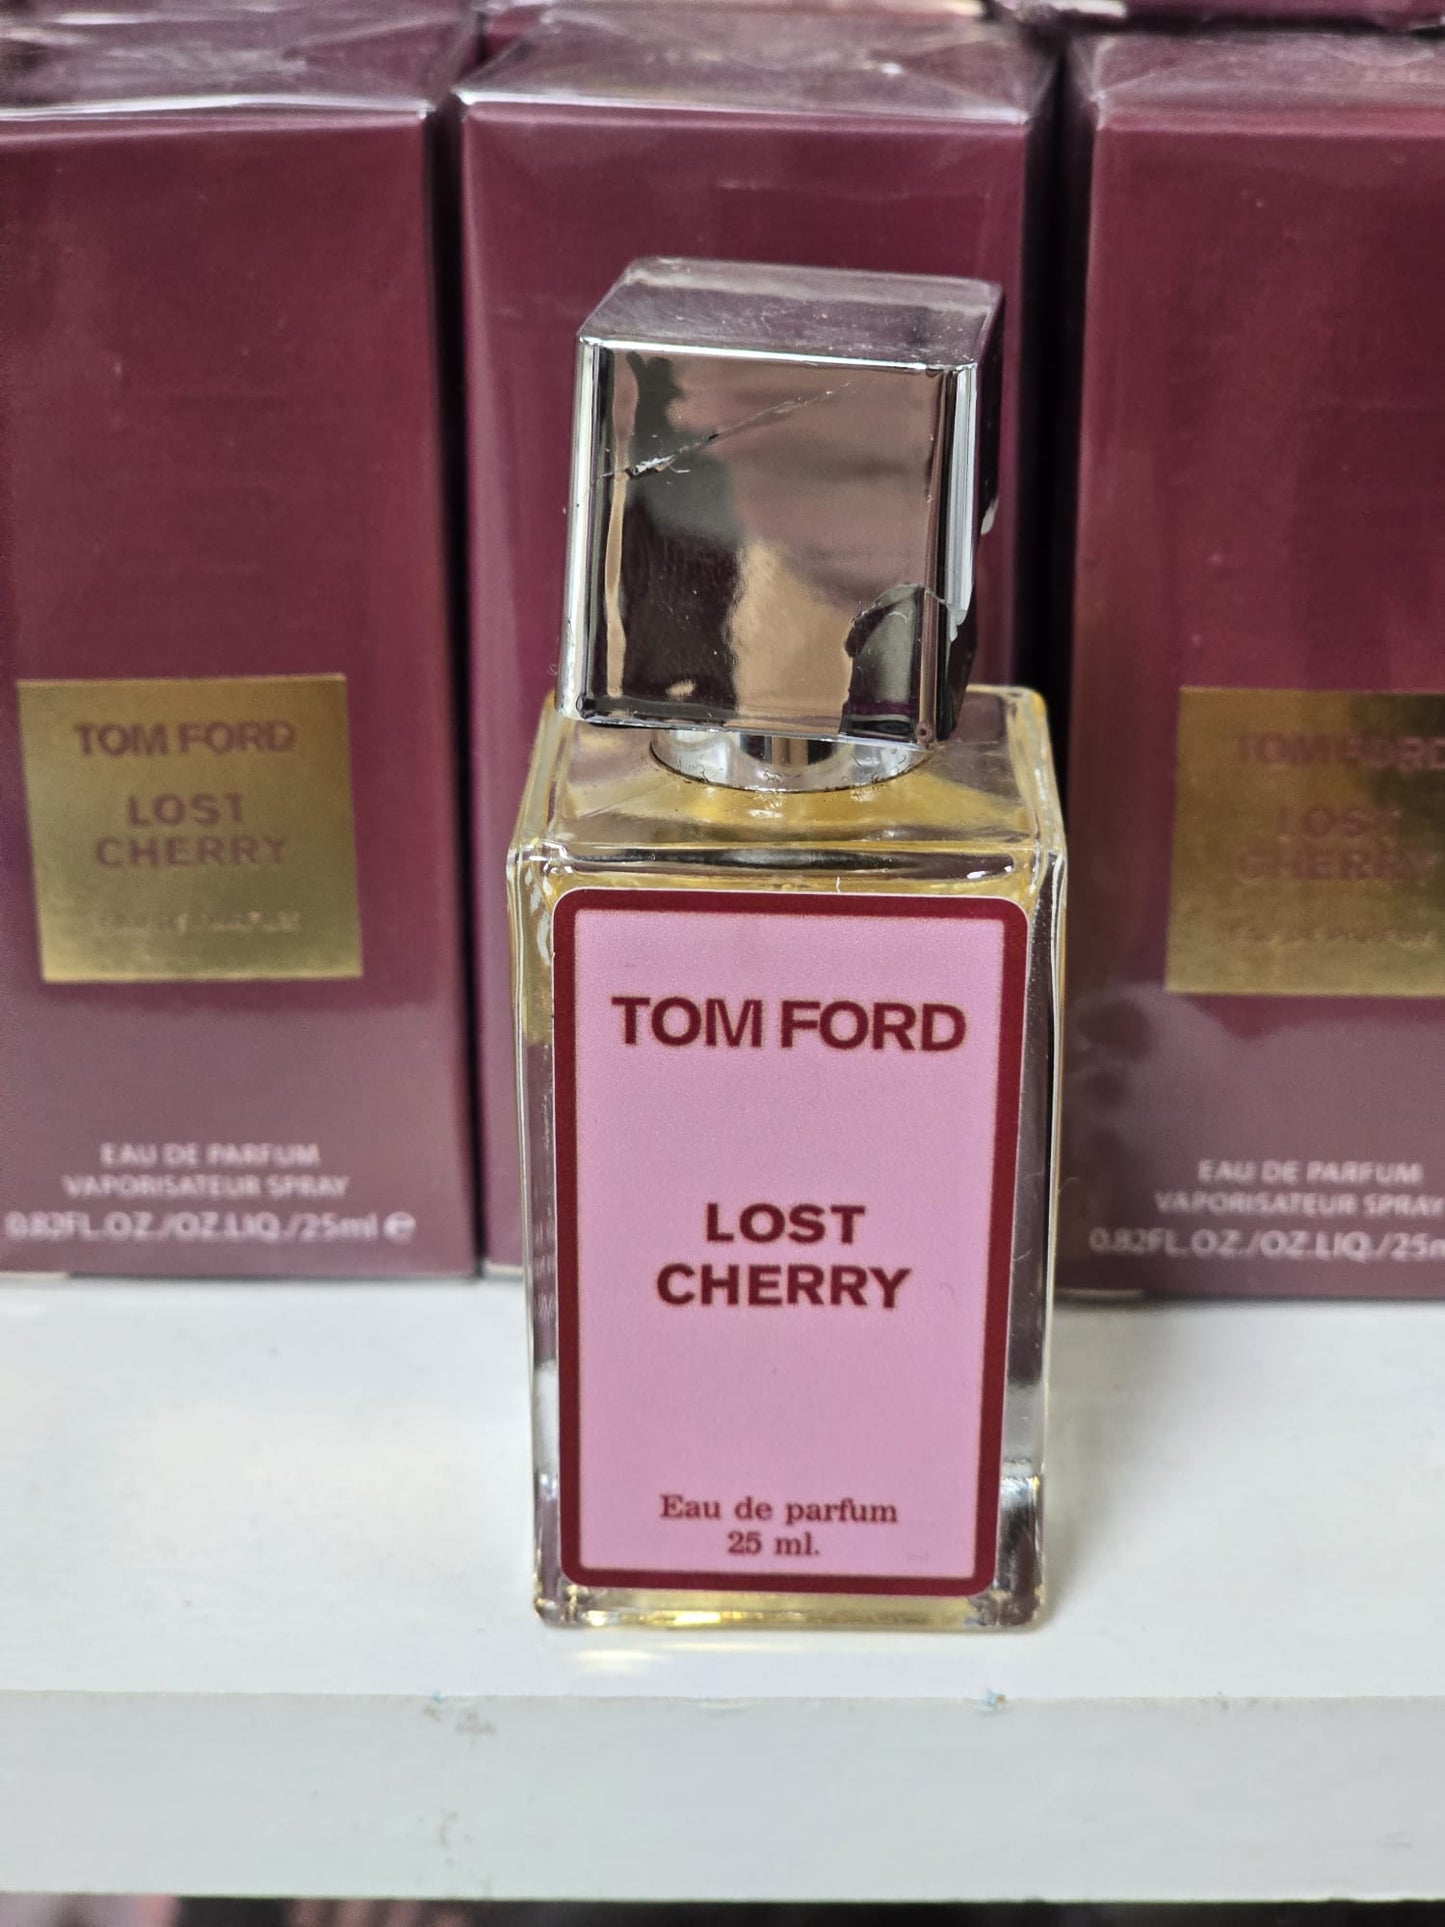 TOM FORD
LOST
CHERRY
EAU DE PARFUM
VAPORISATEUR SPRAY
0.82FL.OZ./OZ.LIQ./25ml ℮
TOM FORD
LOST
CHERRY
Eau de parfum
25 ml.
TOM FORD
LOST
CHERRY
EAU DE PARFUM
VAPORISATEUR SPRAY
0.82FL.OZ./OZ.LIQ./25m